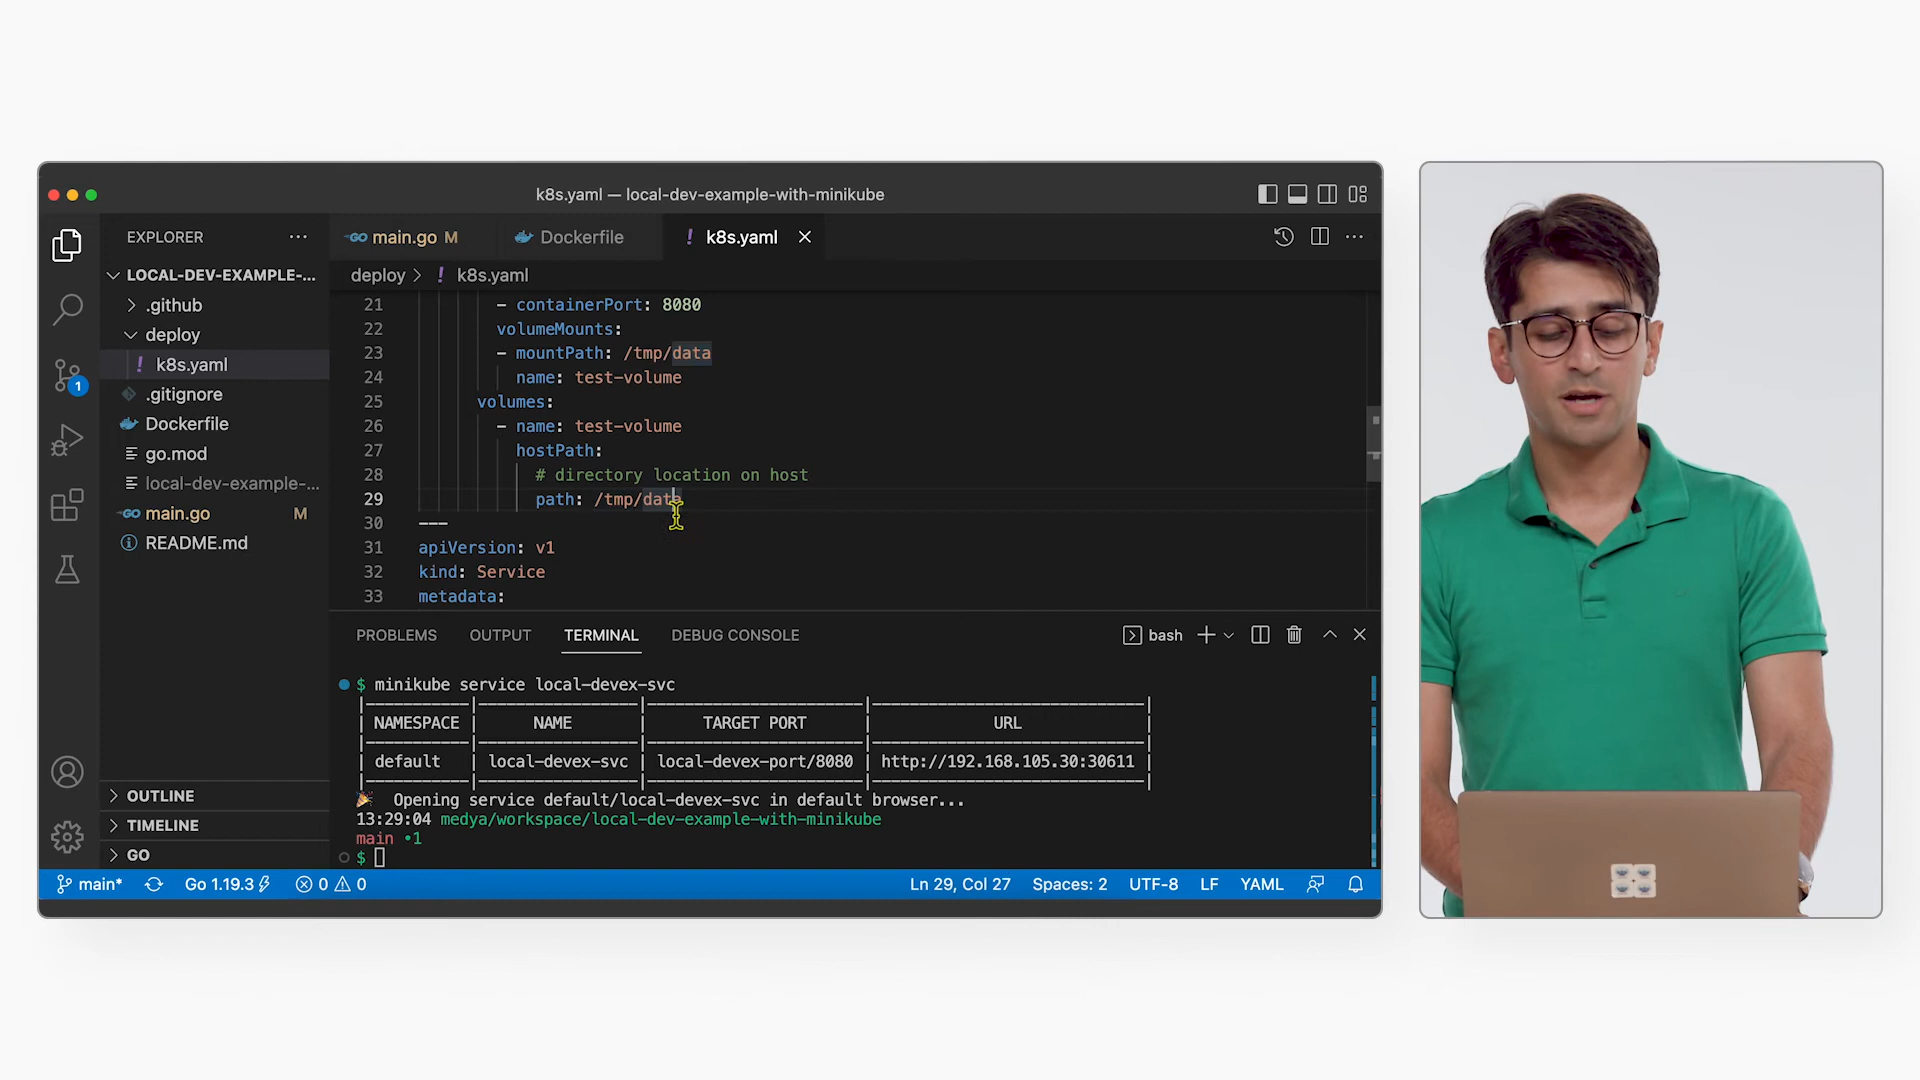 k8s.yaml — local-dev-example-with-minikube
EXPLORER
main.go M
Dockerfile
k8s.yaml
LOCAL-DEV-EXAMPLE-...
.github
deploy
k8s.yaml
.gitignore
Dockerfile
go.mod
local-dev-example-...
main.go M
README.md
1
OUTLINE
TIMELINE
GO
deploy > ! k8s.yaml
21 - containerPort: 8080
22 volumeMounts:
23 - mountPath: /tmp/data
24 name: test-volume
25 volumes:
26 - name: test-volume
27 hostPath:
28 # directory location on host
29 path: /tmp/data
30 ---
31 apiVersion: v1
32 kind: Service
33 metadata:
PROBLEMS OUTPUT TERMINAL DEBUG CONSOLE
bash
$ minikube service local-devex-svc
| NAMESPACE | NAME | TARGET PORT | URL |
| default | local-devex-svc | local-devex-port/8080 | http://192.168.105.30:30611 |
🎉 Opening service default/local-devex-svc in default browser...
13:29:04 medya/workspace/local-dev-example-with-minikube
main •1
$
main* Go 1.19.3 0 0 Ln 29, Col 27 Spaces: 2 UTF-8 LF YAML